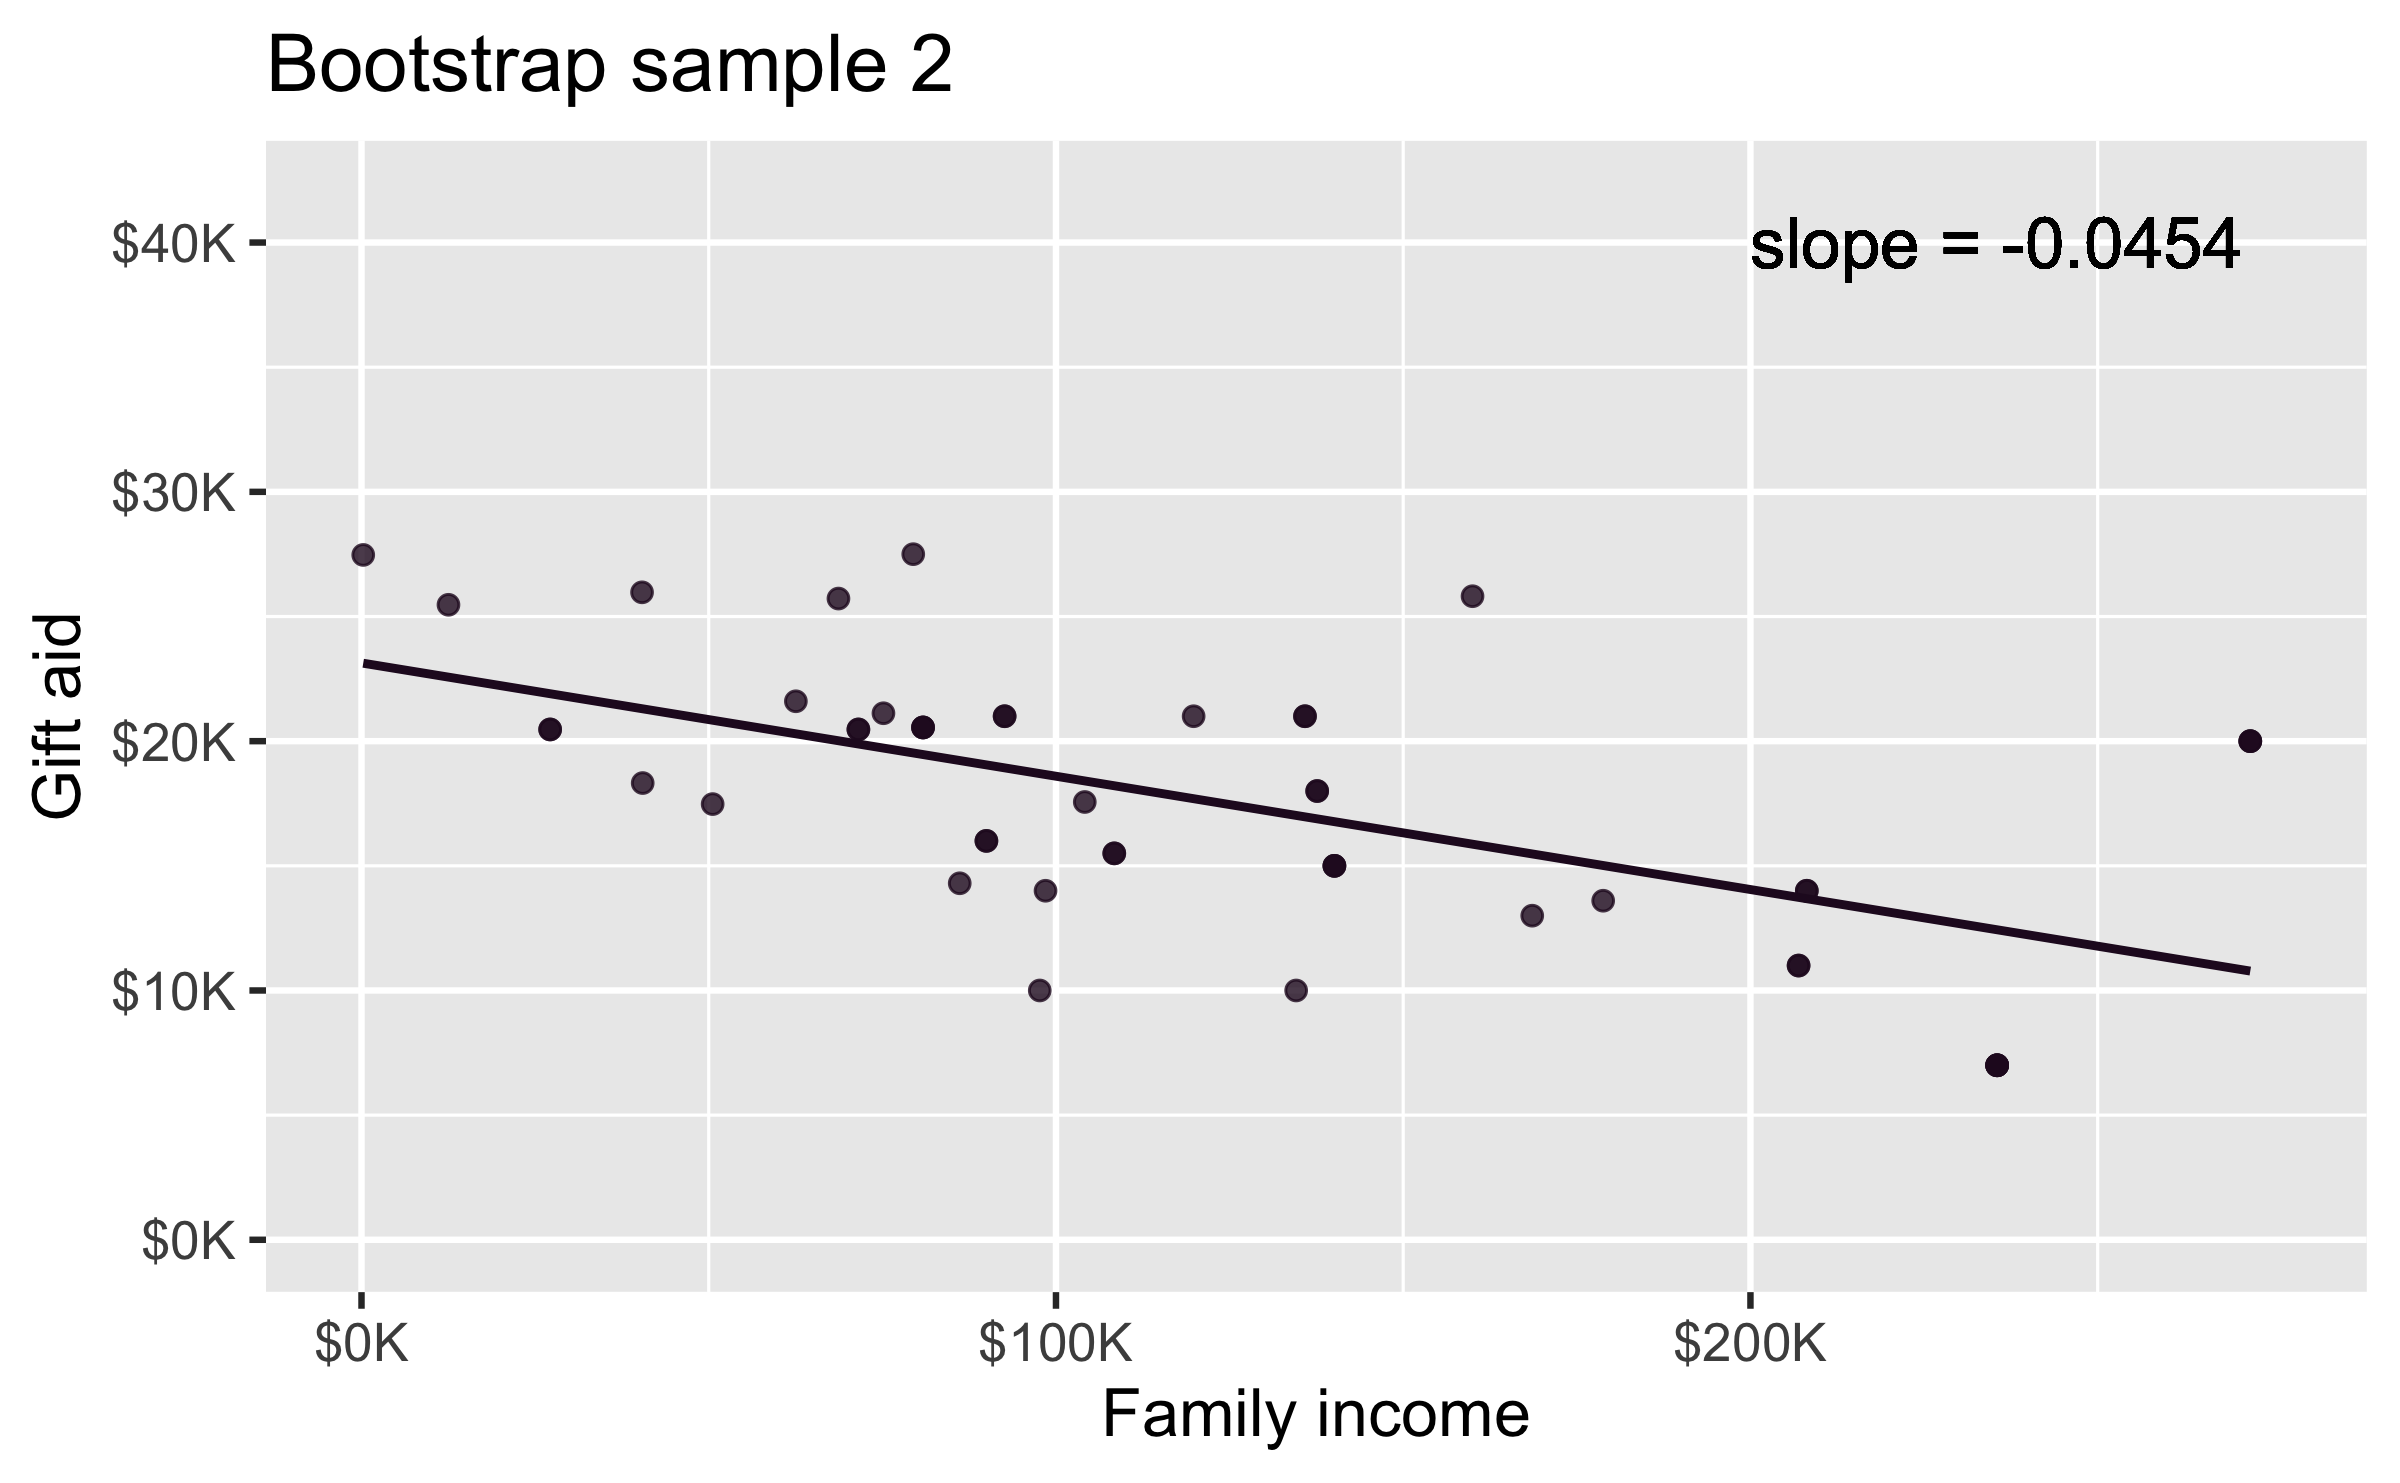 Bootstrap sample 2
slope = -0.0454
$40K
$30K
$20K
$10K
$0K
Gift aid
$0K
$100K
$200K
Family income